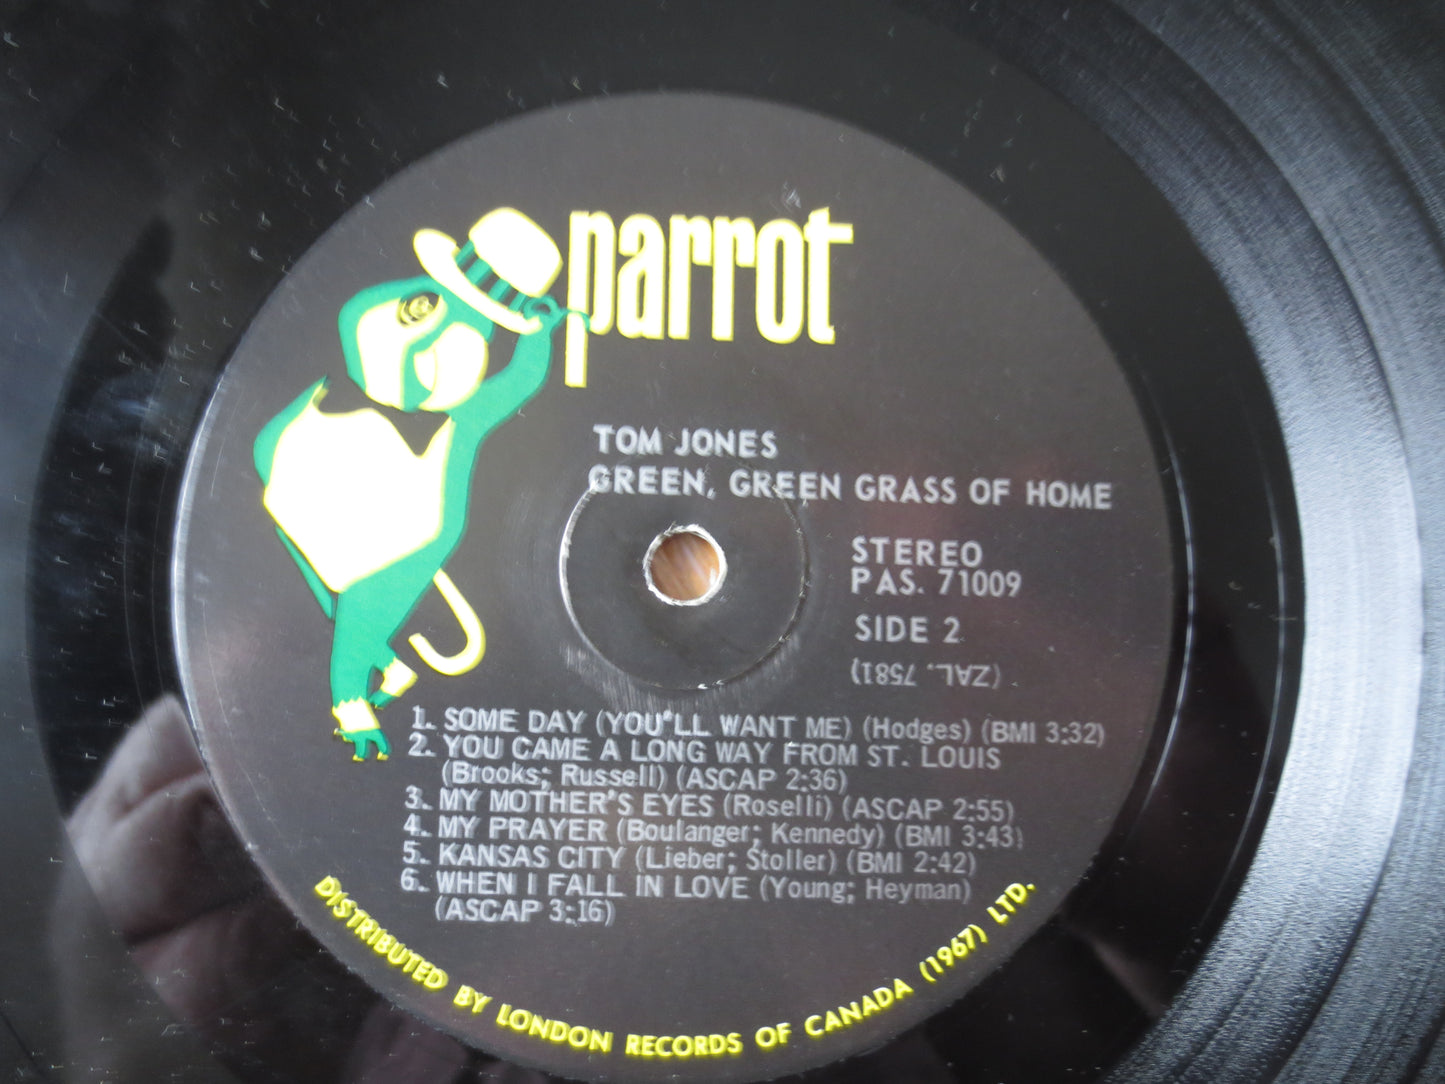 parrot
TOM JONES
GREEN, GREEN GRASS OF HOME
STEREO
PAS. 71009
SIDE 2
(ZAL. 7581)
1. SOME DAY (YOU'LL WANT ME) (Hodges) (BMI 3:32)
2. YOU CAME A LONG WAY FROM ST. LOUIS
(Brooks; Russell) (ASCAP 2:36)
3. MY MOTHER'S EYES (Roselli) (ASCAP 2:55)
4. MY PRAYER (Boulanger; Kennedy) (BMI 3:43)
5. KANSAS CITY (Lieber; Stoller) (BMI 2:42)
6. WHEN I FALL IN LOVE (Young; Heyman)
(ASCAP 3:16)
DISTRIBUTED BY LONDON RECORDS OF CANADA (1967) LTD.